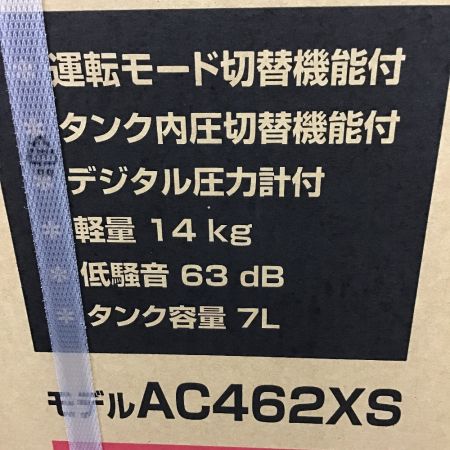 * 運転モード切替機能付
* タンク内圧切替機能付
* デジタル圧力計付
* 軽量 14 kg
* 低騒音 63 dB
* タンク容量 7L
モデル AC462XS